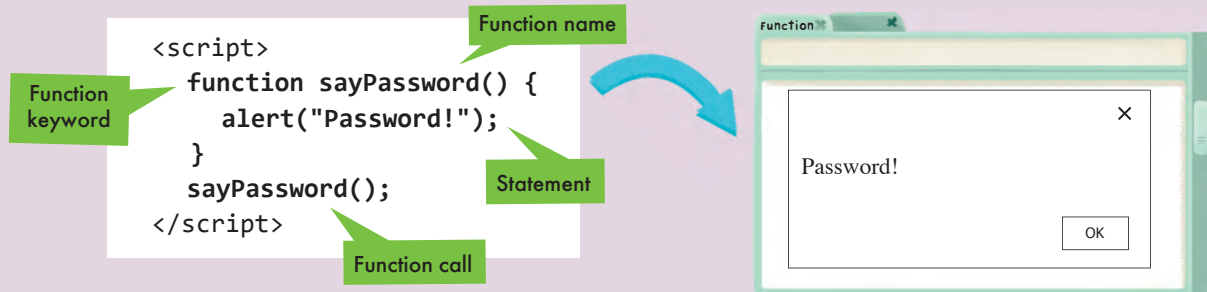 Function name
<script>
function sayPassword() {
Function
keyword
alert("Password!");
}
Statement
sayPassword();
</script>
Function call
Function
Password!
OK